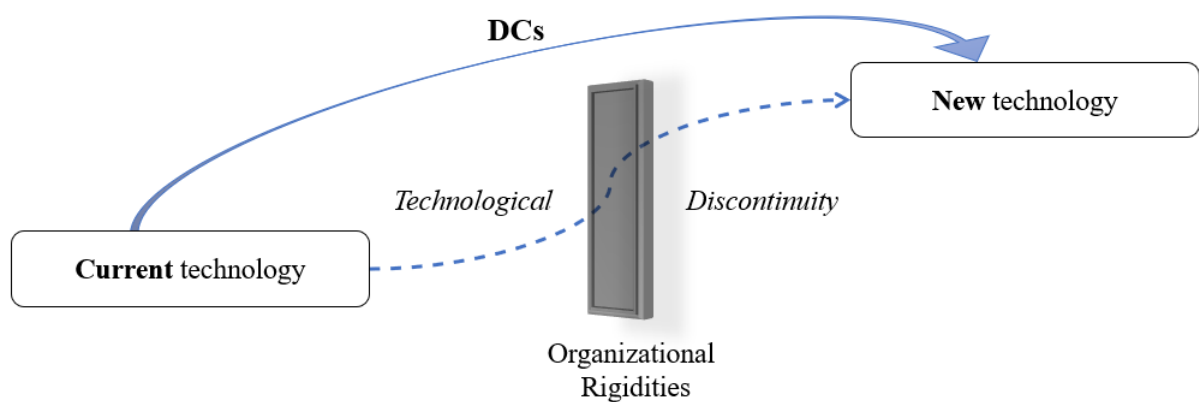 DCs
New technology
Technological Discontinuity
Current technology
Organizational
Rigidities